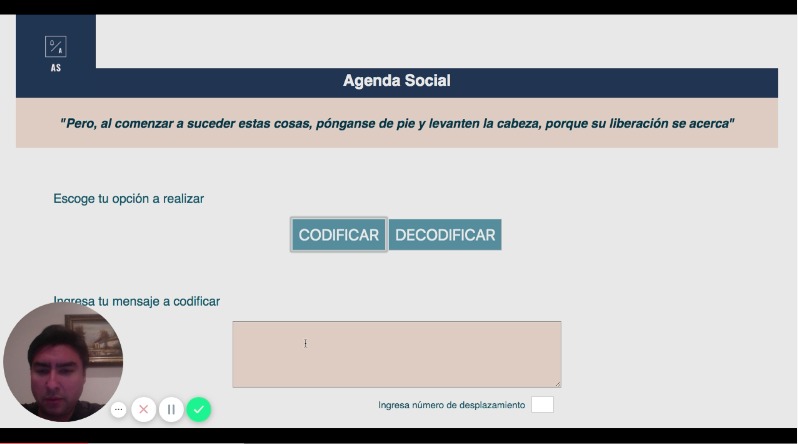 AS
Agenda Social
"Pero, al comenzar a suceder estas cosas, pónganse de pie y levanten la cabeza, porque su liberación se acerca"
Escoge tu opción a realizar
CODIFICAR DECODIFICAR
Ingresa tu mensaje a codificar
Ingresa número de desplazamiento